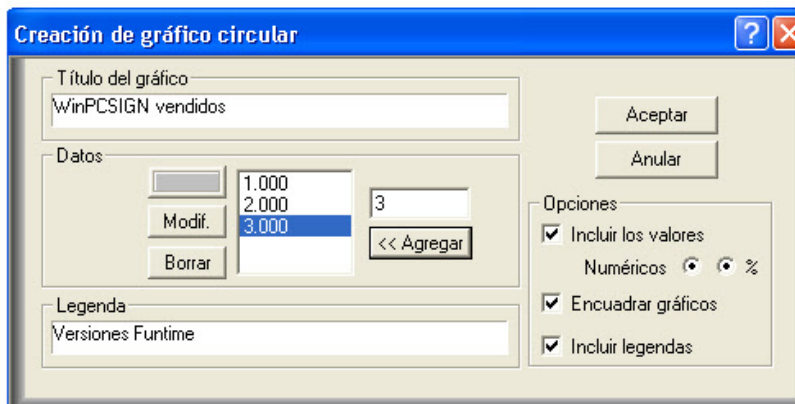 Creación de gráfico circular
Título del gráfico
WinPCSIGN vendidos
Aceptar
Anular
Datos
1.000
2.000
3.000
Modif.
Borrar
3
<< Agregar
Opciones
Incluir los valores
Numéricos %
Encuadrar gráficos
Incluir legendas
Legenda
Versiones Funtime